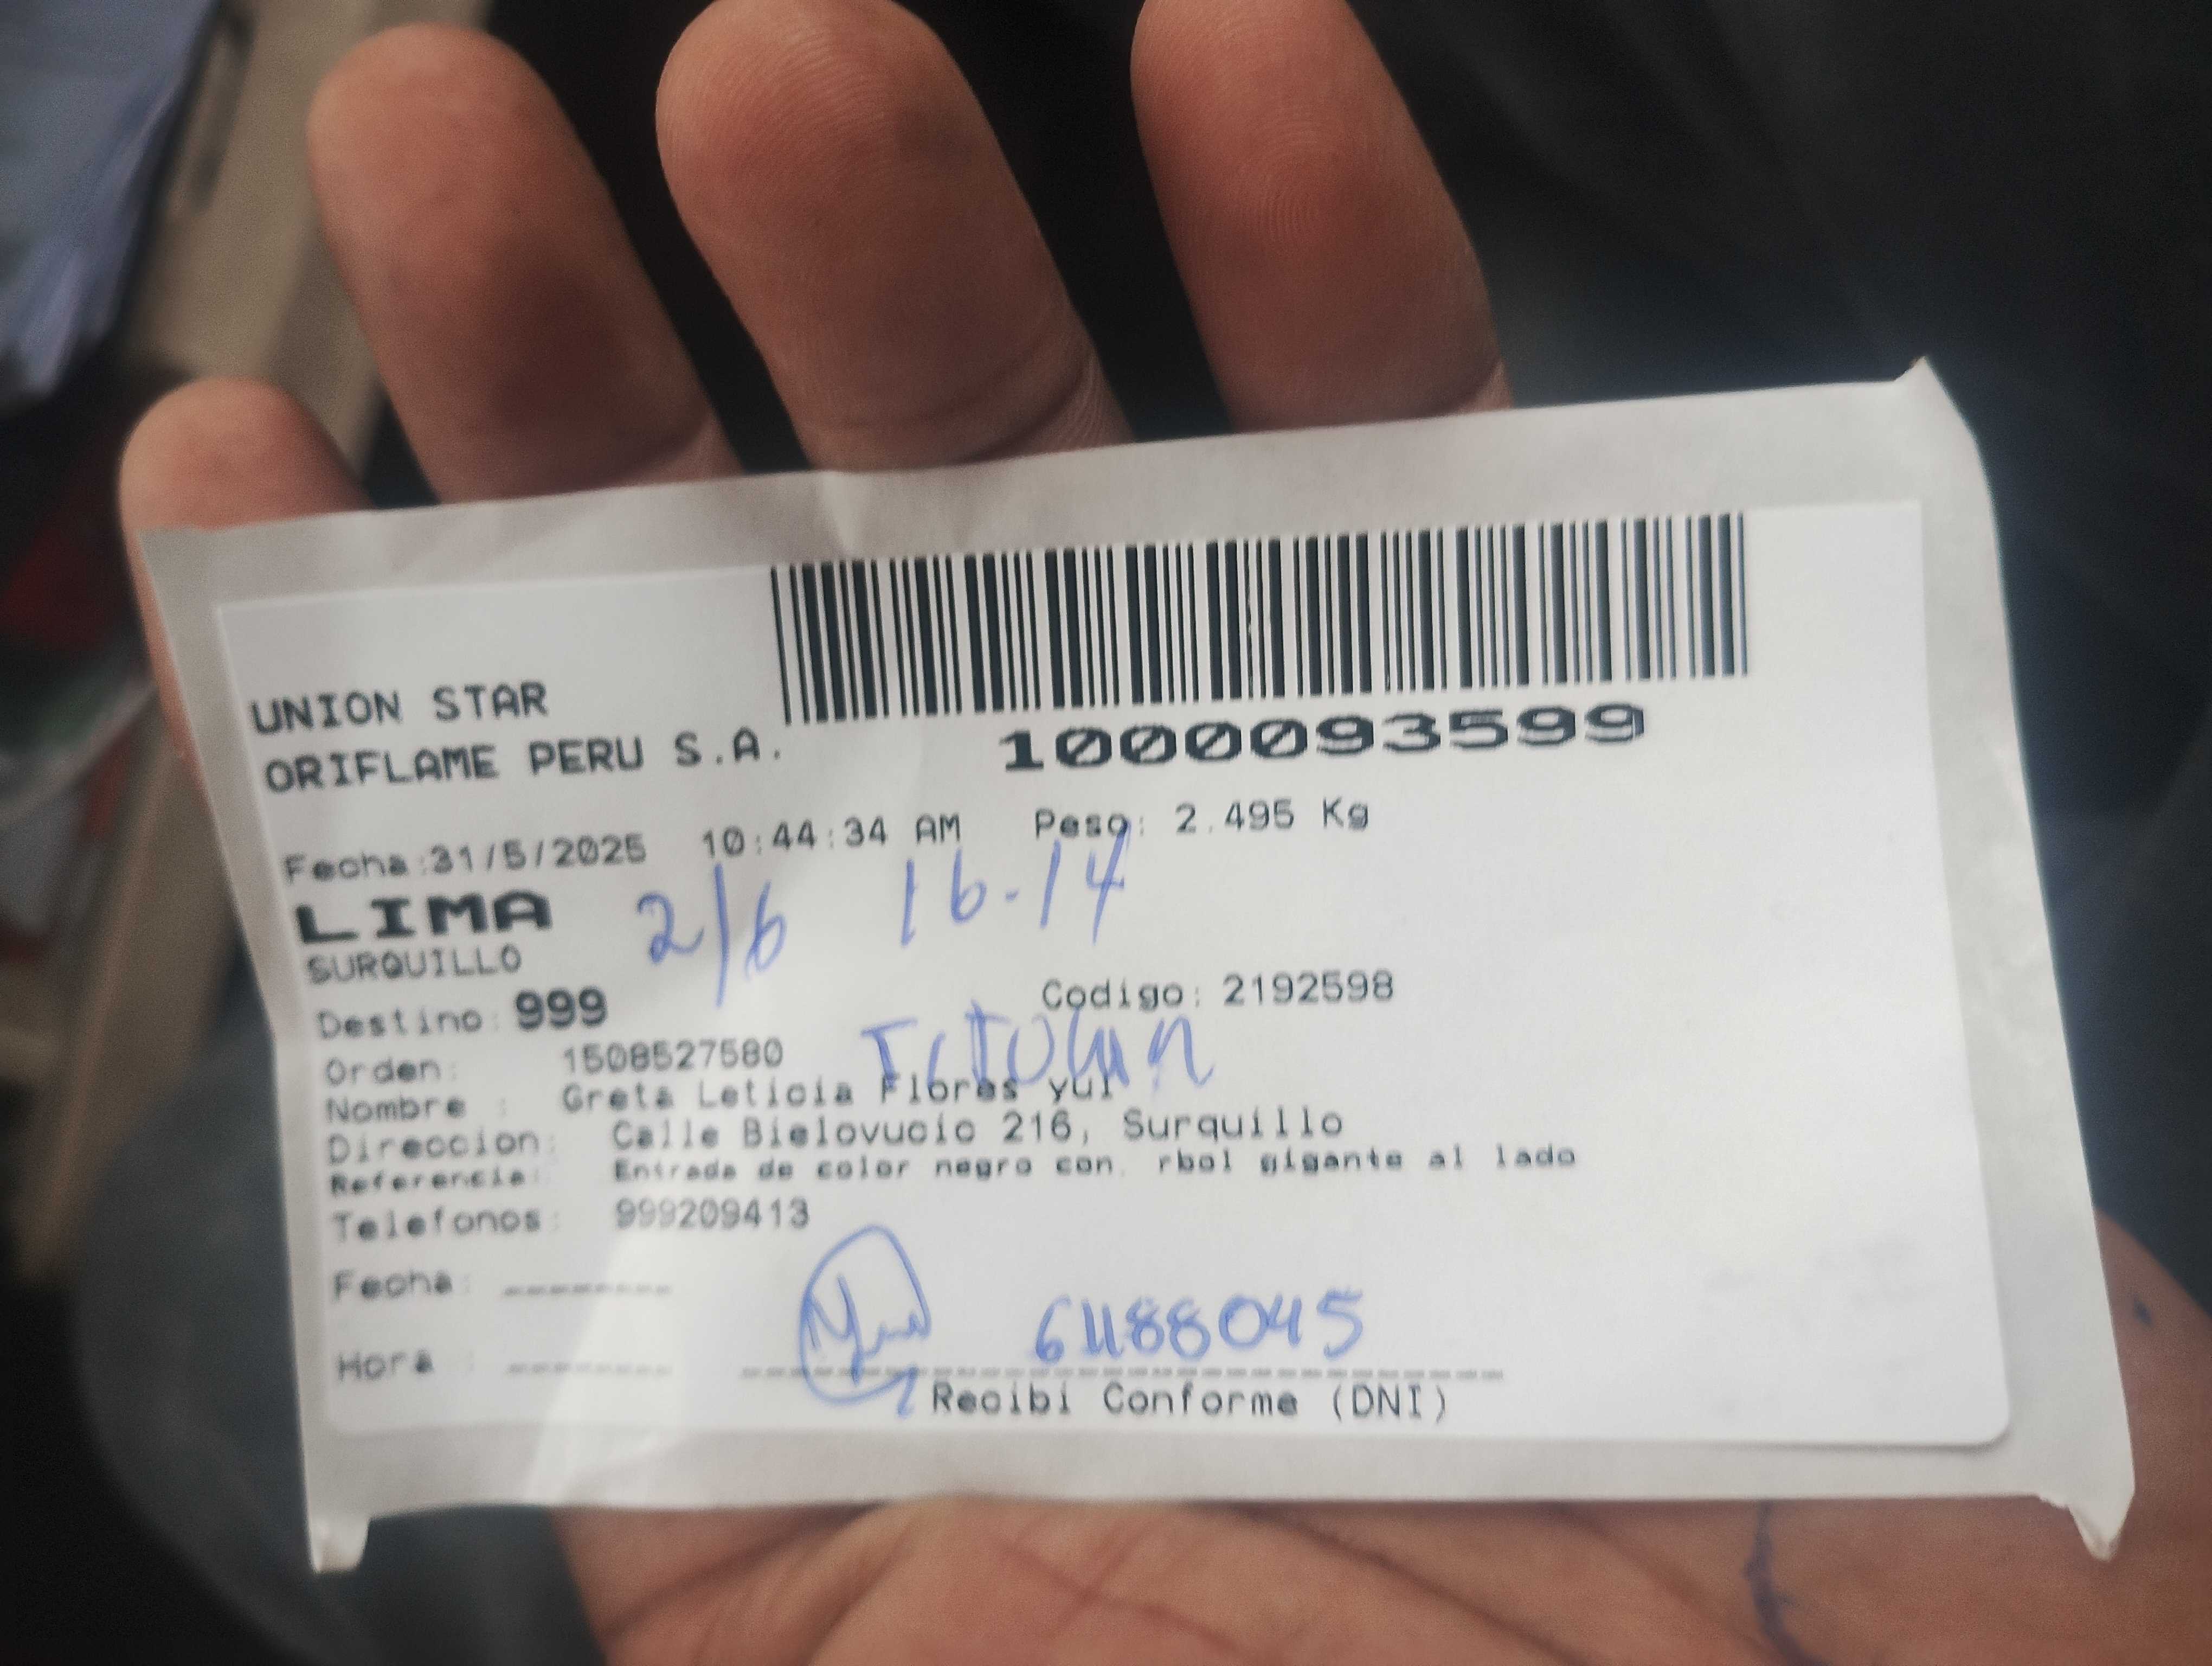 UNION STAR
ORIFLAME PERU S.A.
1000093599
Fecha:31/5/2025 10:44:34 AM Peso: 2.495 Kg
LIMA
2/6 16-14
SURQUILLO
Destino: 999 Codigo: 2192598
Orden: 1508527580
Nombre : Greta Leticia Flores yul
Direccion: Calle Bielovucic 216, Surquillo
Referencia: Entrada de color negro con. rbol gigante al lado
Telefonos: 999209413
Fecha:
Hora :
61188045
Recibi Conforme (DNI)